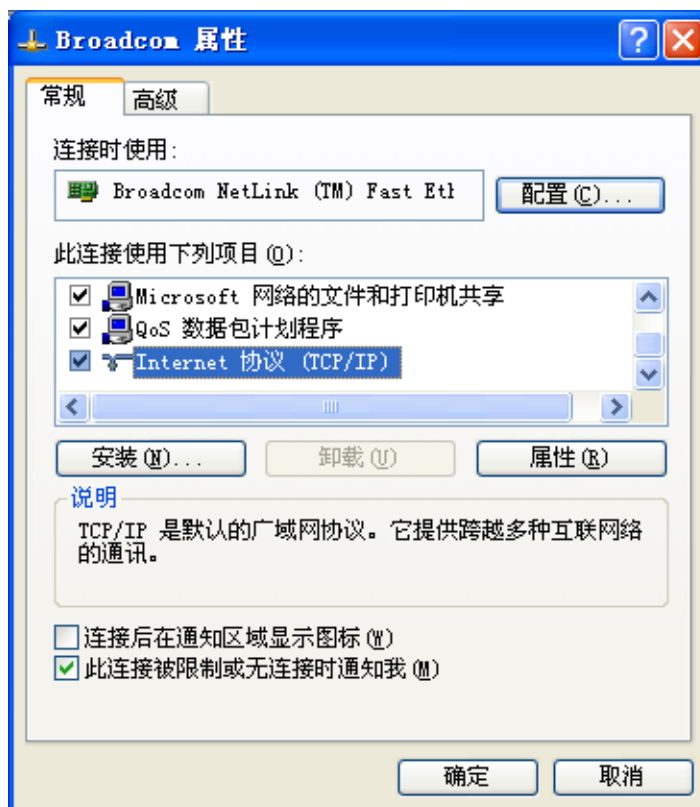 Broadcom 属性
常规
高级
连接时使用:
Broadcom NetLink (TM) Fast Etl
配置(C)...
此连接使用下列项目(O):
Microsoft 网络的文件和打印机共享
QoS 数据包计划程序
Internet 协议 (TCP/IP)
安装(N)...
卸载(U)
属性(R)
说明
TCP/IP 是默认的广域网协议。它提供跨越多种互联网络
的通讯。
连接后在通知区域显示图标(W)
此连接被限制或无连接时通知我(M)
确定
取消